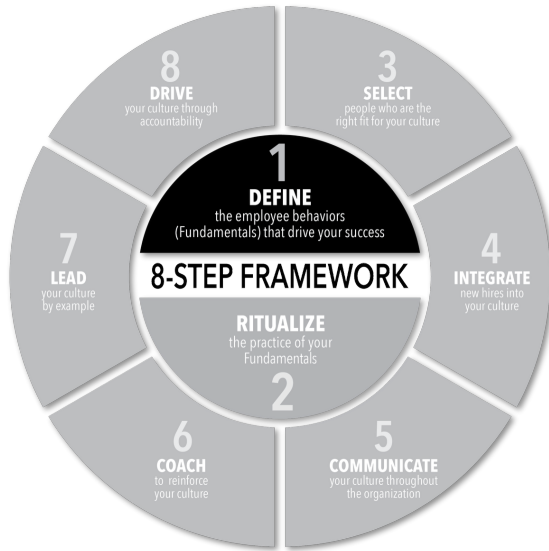 1
DEFINE
the employee behaviors
(Fundamentals) that drive your success
8-STEP FRAMEWORK
RITUALIZE
the practice of your
Fundamentals
2
3
SELECT
people who are the
right fit for your culture
4
INTEGRATE
new hires into
your culture
5
COMMUNICATE
your culture throughout
the organization
6
COACH
to reinforce
your culture
7
LEAD
your culture
by example
8
DRIVE
your culture through
accountability